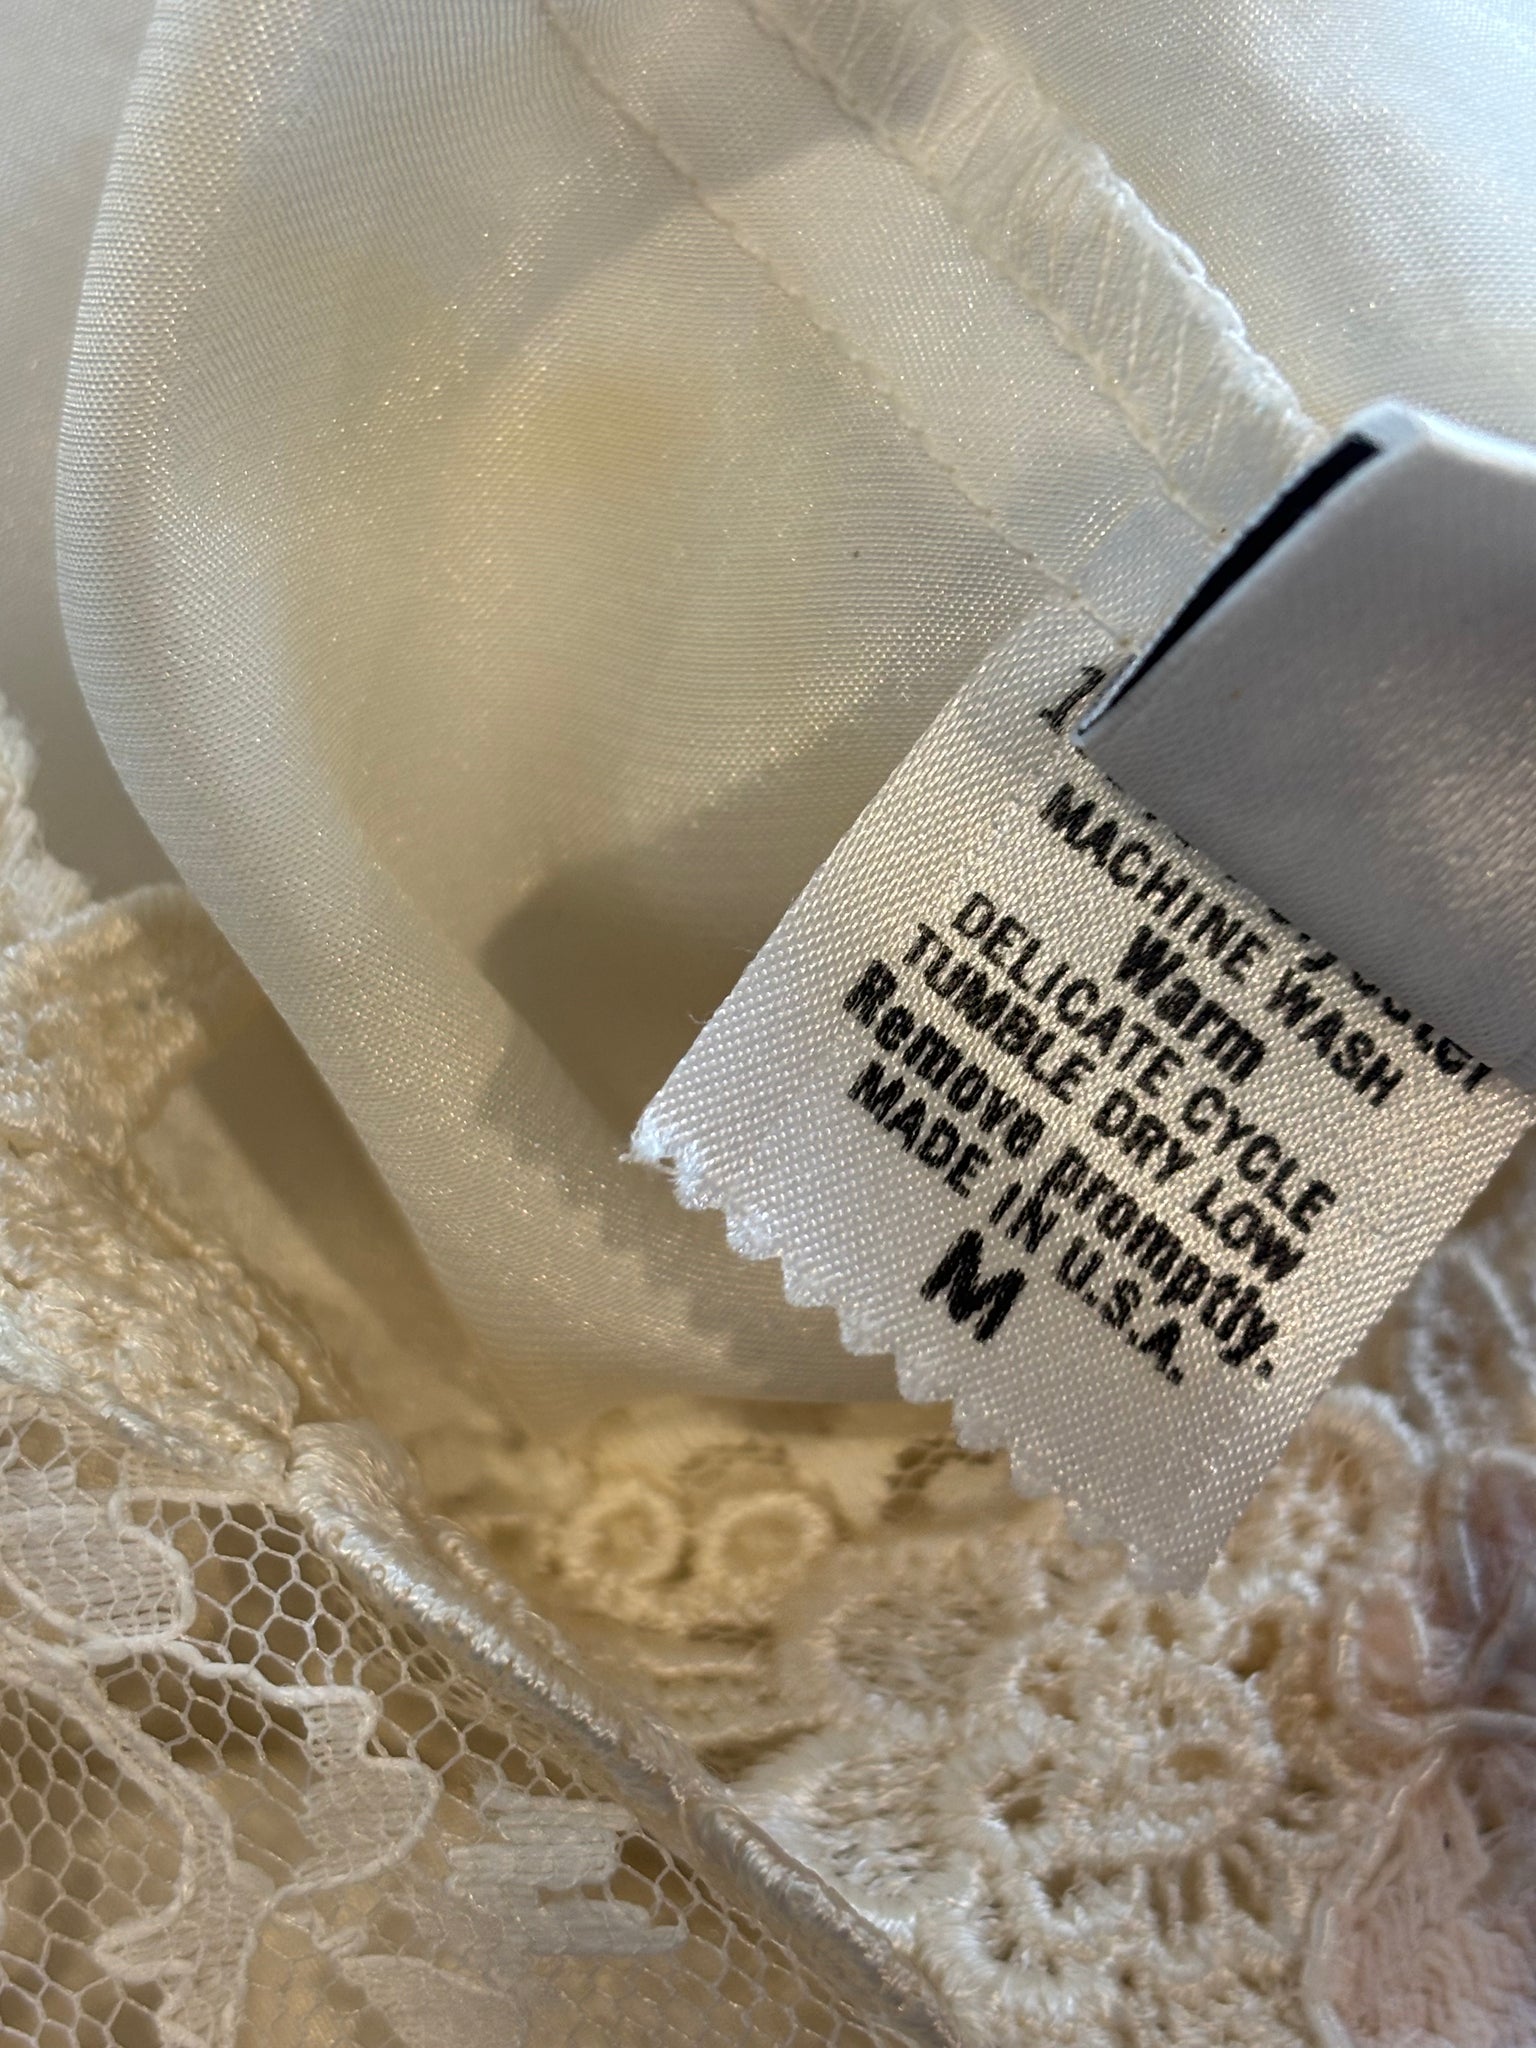 MACHINE WASH
Warm
DELICATE CYCLE
TUMBLE DRY LOW
Remove promptly.
MADE IN U.S.A.
M